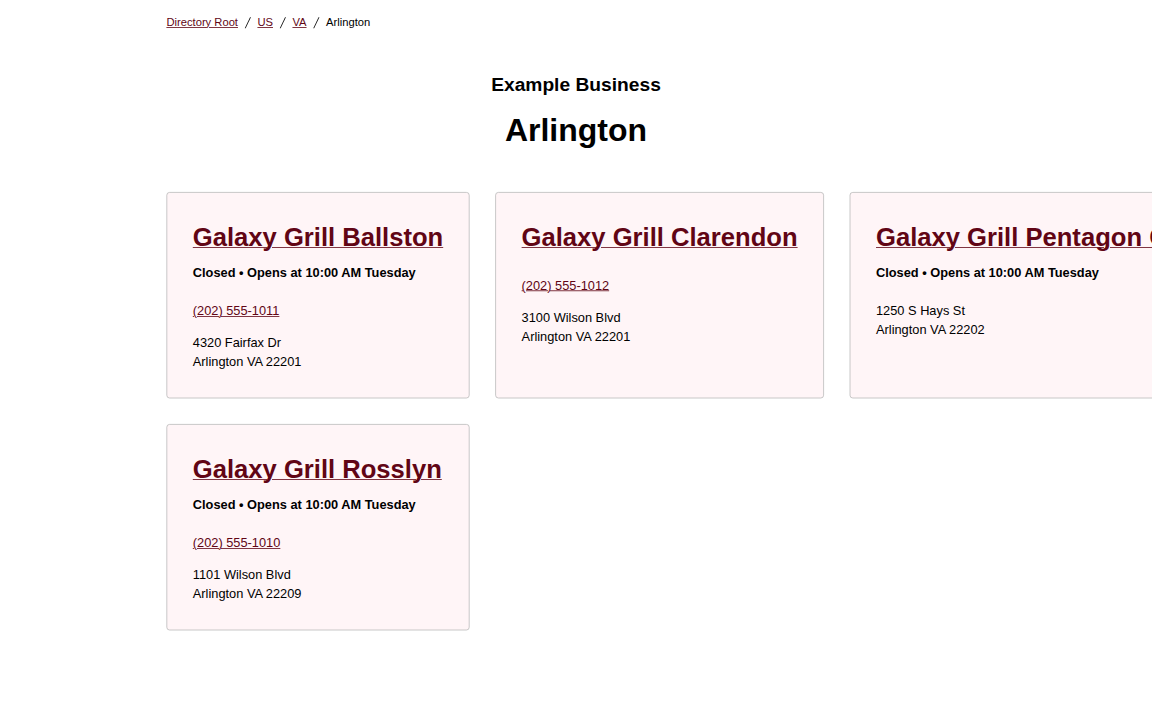 Directory Root / US / VA / Arlington
Example Business
Arlington
Galaxy Grill Ballston
Closed • Opens at 10:00 AM Tuesday
(202) 555-1011
4320 Fairfax Dr
Arlington VA 22201
Galaxy Grill Clarendon
(202) 555-1012
3100 Wilson Blvd
Arlington VA 22201
Galaxy Grill Pentagon
Closed • Opens at 10:00 AM Tuesday
1250 S Hays St
Arlington VA 22202
Galaxy Grill Rosslyn
Closed • Opens at 10:00 AM Tuesday
(202) 555-1010
1101 Wilson Blvd
Arlington VA 22209